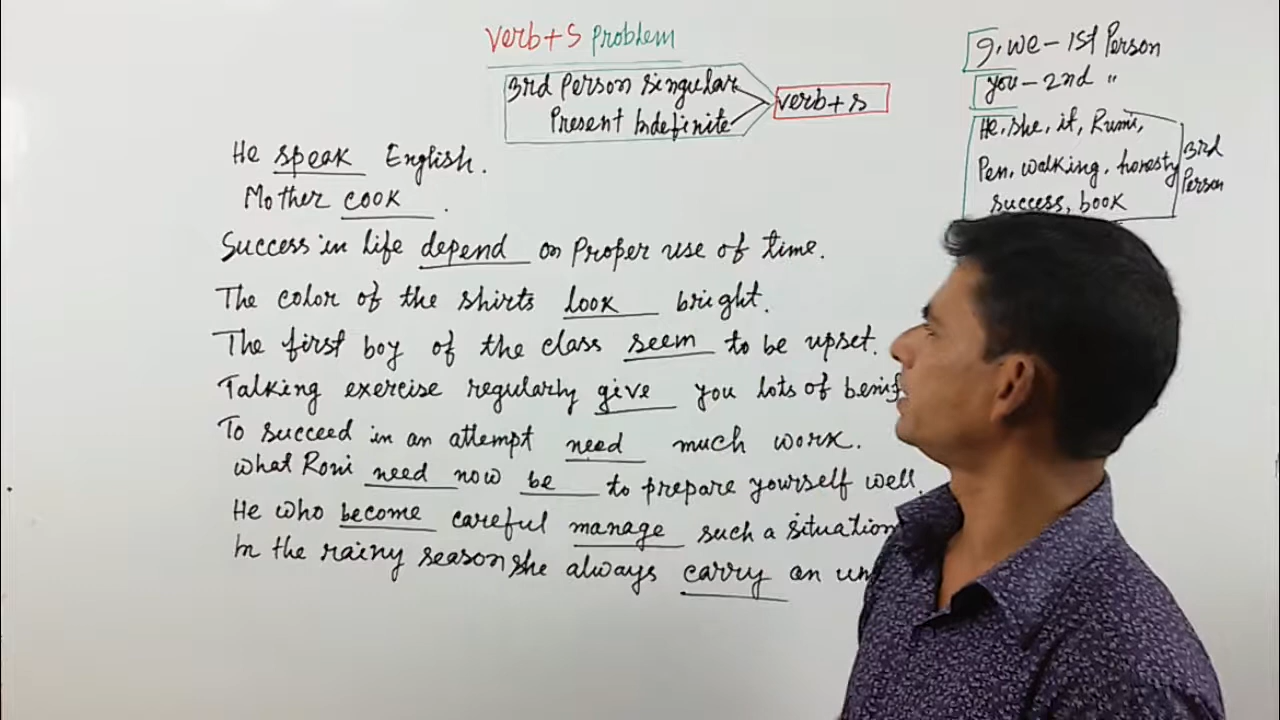 verb+s problem
3rd Person Singular
Present Indefinite
verb+s
He speak English.
Mother cook .
Success in life depend on Proper use of time.
The color of the shirts look bright.
The first boy of the class seem to be upset.
Talking exercise regularly give you lots of
To succeed in an attempt need much work.
what Romi need now be to prepare yourself well.
He who become careful manage such a situation
In the rainy season she always carry an
I, we - 1st Person
you - 2nd "
He, she, it, Rumi,
Pen, walking, honesty
success, book
3rd
Person